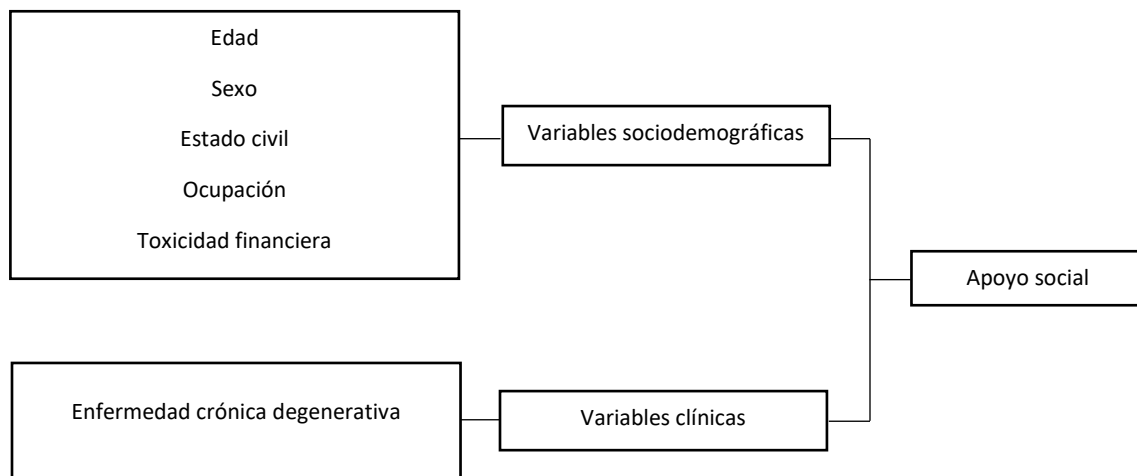 Edad
Sexo
Estado civil
Ocupación
Toxicidad financiera
Variables sociodemográficas
Apoyo social
Enfermedad crónica degenerativa
Variables clínicas